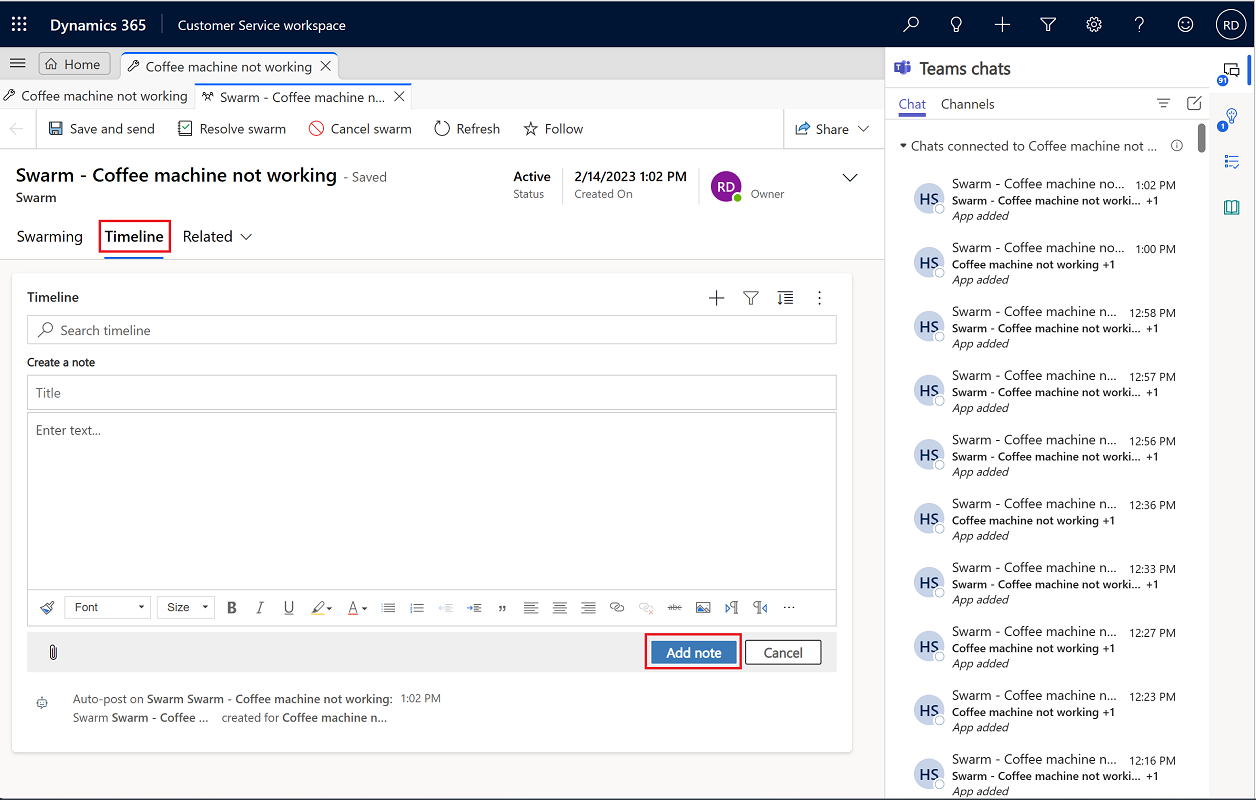 Dynamics 365 Customer Service workspace RD
Home Coffee machine not working
Coffee machine not working Swarm - Coffee machine n...
Save and send Resolve swarm Cancel swarm Refresh Follow Share
Swarm - Coffee machine not working - Saved
Swarm
Active
Status
2/14/2023 1:02 PM
Created On
RD Owner
Swarming Timeline Related
Timeline
Search timeline
Create a note
Title
Enter text...
Font Size B I U A abc ...
Add note Cancel
Auto-post on Swarm Swarm - Coffee machine not working: 1:02 PM
Swarm Swarm - Coffee ... created for Coffee machine n...
Teams chats
Chat Channels
Chats connected to Coffee machine not ...
HS
Swarm - Coffee machine no... 1:02 PM
Swarm - Coffee machine not worki... +1
App added
HS
Swarm - Coffee machine no... 1:00 PM
Coffee machine not working +1
App added
HS
Swarm - Coffee machine n... 12:58 PM
Swarm - Coffee machine not worki... +1
App added
HS
Swarm - Coffee machine n... 12:57 PM
Swarm - Coffee machine not worki... +1
App added
HS
Swarm - Coffee machine n... 12:56 PM
Swarm - Coffee machine not worki... +1
App added
HS
Swarm - Coffee machine n... 12:36 PM
Coffee machine not working +1
App added
HS
Swarm - Coffee machine n... 12:33 PM
Swarm - Coffee machine not worki... +1
App added
HS
Swarm - Coffee machine n... 12:27 PM
Coffee machine not working +1
App added
HS
Swarm - Coffee machine n... 12:23 PM
Coffee machine not working +1
App added
HS
Swarm - Coffee machine n... 12:16 PM
Swarm - Coffee machine not worki... +1
App added
91
1